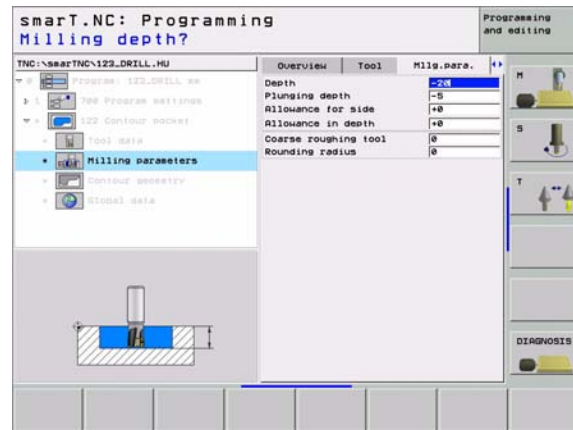 smarT.NC: Programming
Milling depth?
Programming
and editing
TNC:\smarTNC\123_DRILL.HU
0 Program: 123_DRILL mm
1 700 Program settings
122 Contour pocket
Tool data
Milling parameters
Contour geometry
Global data
Overview
Tool
Mllg.para.
Depth -20
Plunging depth -5
Allowance for side +0
Allowance in depth +0
Coarse roughing tool 0
Rounding radius 0
M
S
T
DIAGNOSIS